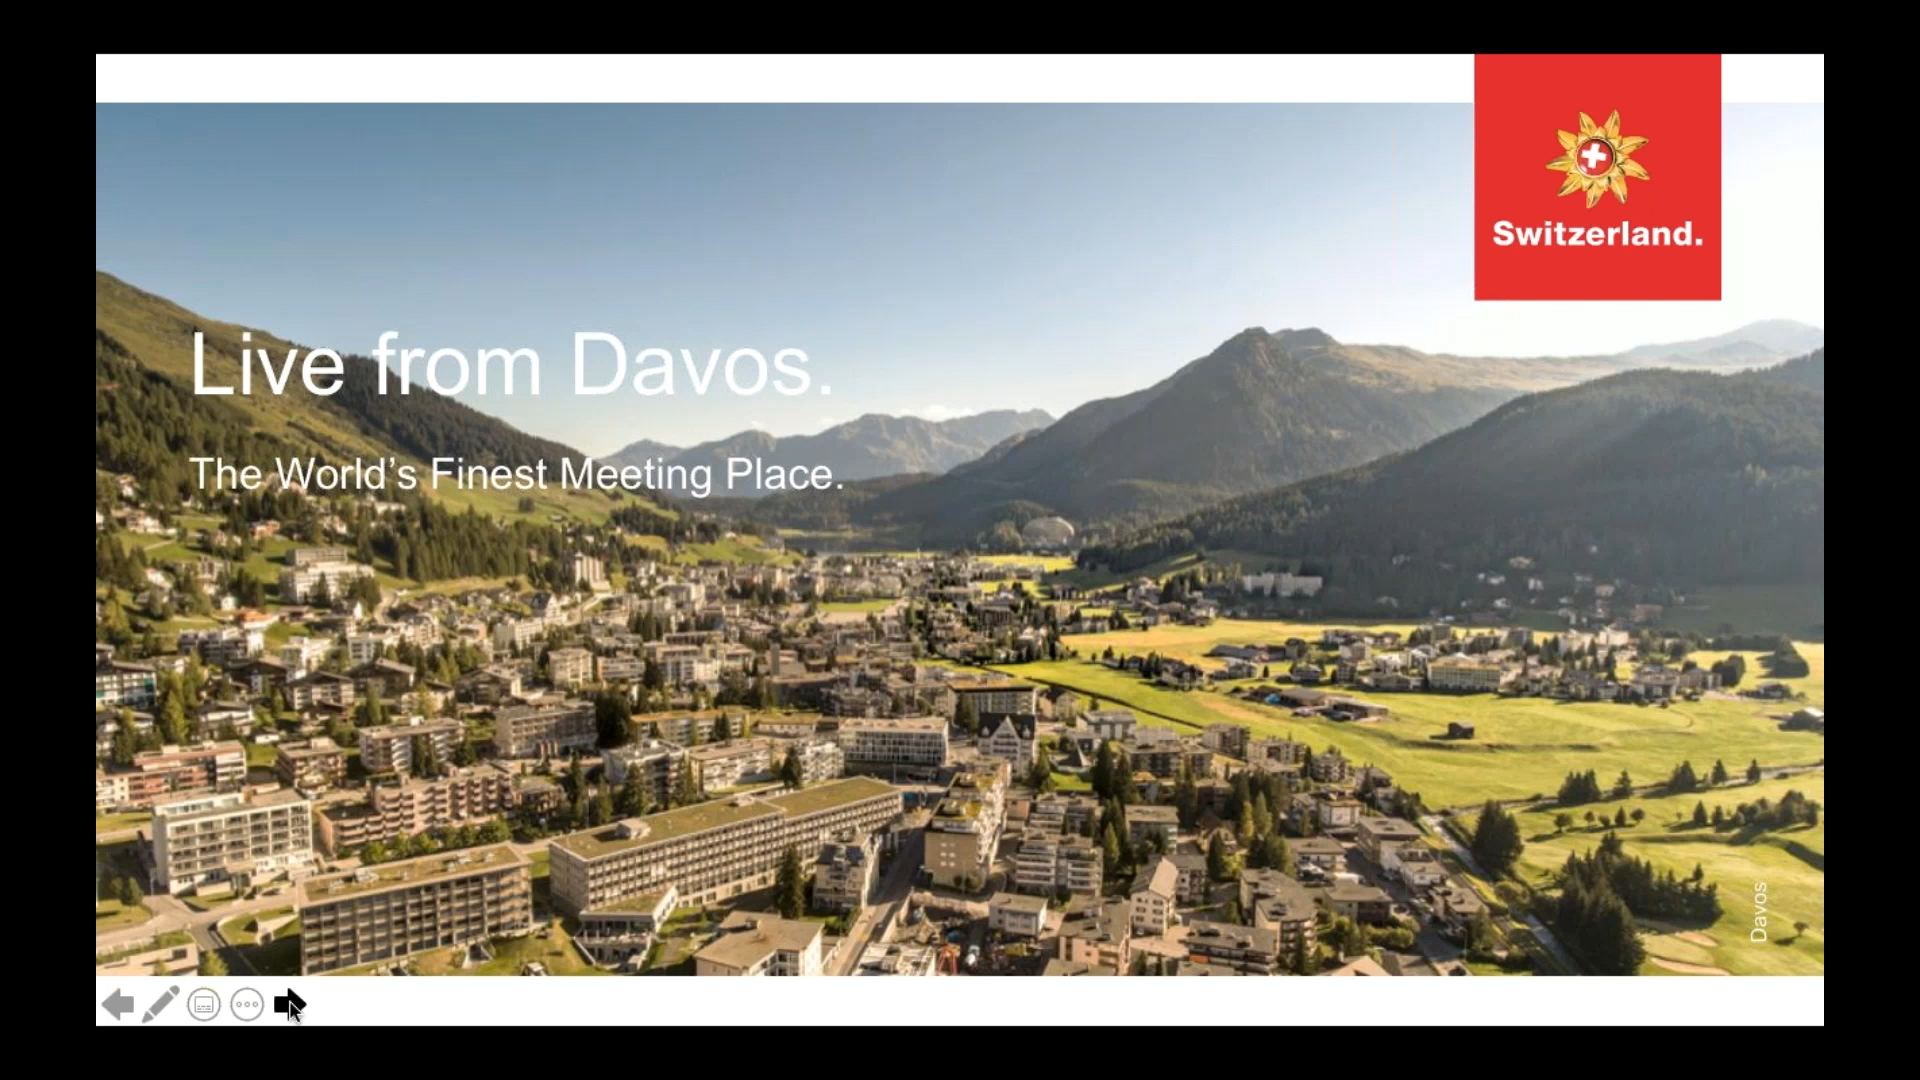 Switzerland.
Live from Davos.
The World’s Finest Meeting Place.
Davos